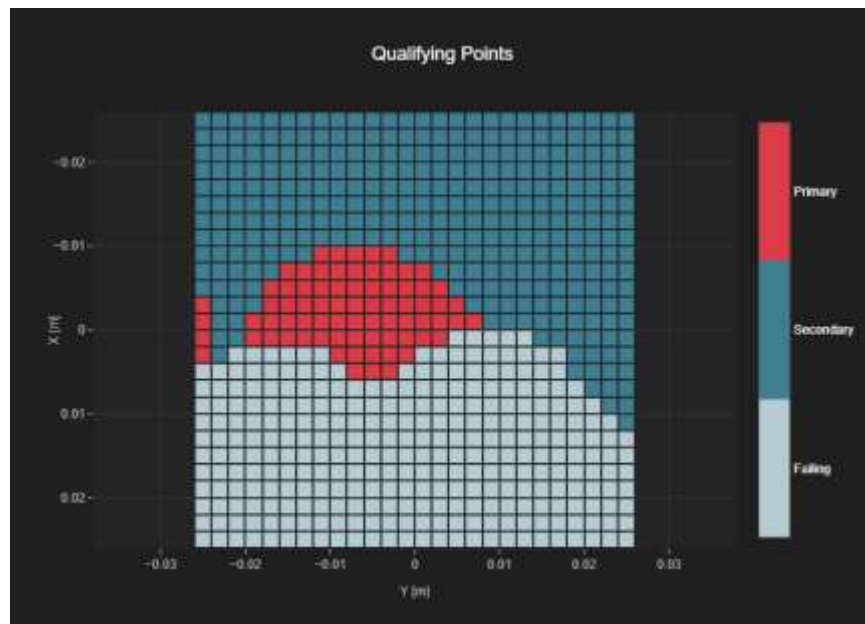 Qualifying Points
−0.02
−0.01
0
0.01
0.02
X [m]
−0.03
−0.02
−0.01
0
0.01
0.02
0.03
Y [m]
Primary
Secondary
Failing